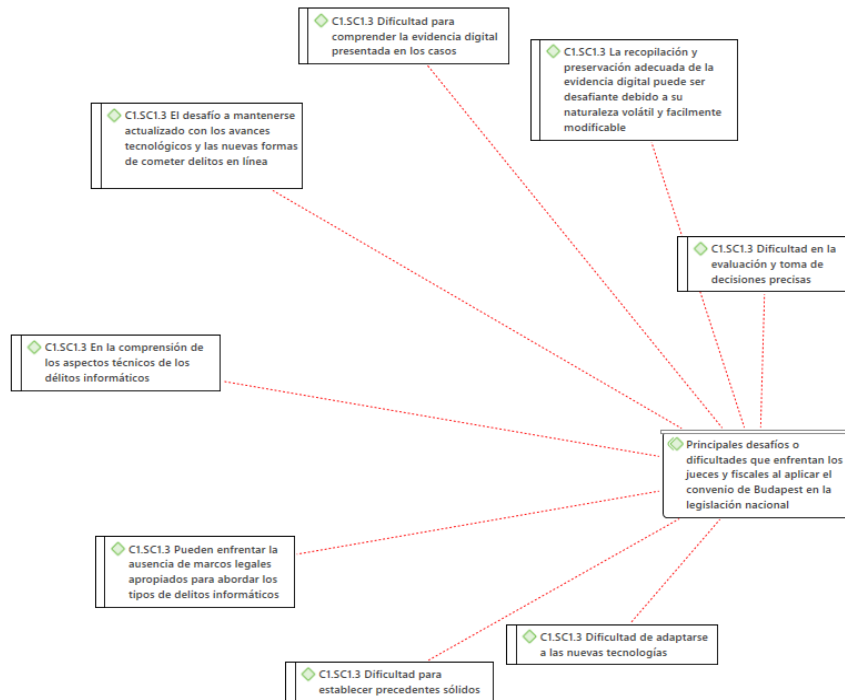 C1.SC1.3 Dificultad para
comprender la evidencia digital
presentada en los casos
C1.SC1.3 La recopilación y
preservación adecuada de la
evidencia digital puede ser
desafiante debido a su
naturaleza volátil y facilmente
modificable
C1.SC1.3 El desafío a mantenerse
actualizado con los avances
tecnológicos y las nuevas formas
de cometer delitos en línea
C1.SC1.3 Dificultad en la
evaluación y toma de
decisiones precisas
C1.SC1.3 En la comprensión de
los aspectos técnicos de los
délitos informáticos
Principales desafíos o
dificultades que enfrentan los
jueces y fiscales al aplicar el
convenio de Budapest en la
legislación nacional
C1.SC1.3 Pueden enfrentar la
ausencia de marcos legales
apropiados para abordar los
tipos de delitos informáticos
C1.SC1.3 Dificultad de adaptarse
a las nuevas tecnologías
C1.SC1.3 Dificultad para
establecer precedentes sólidos